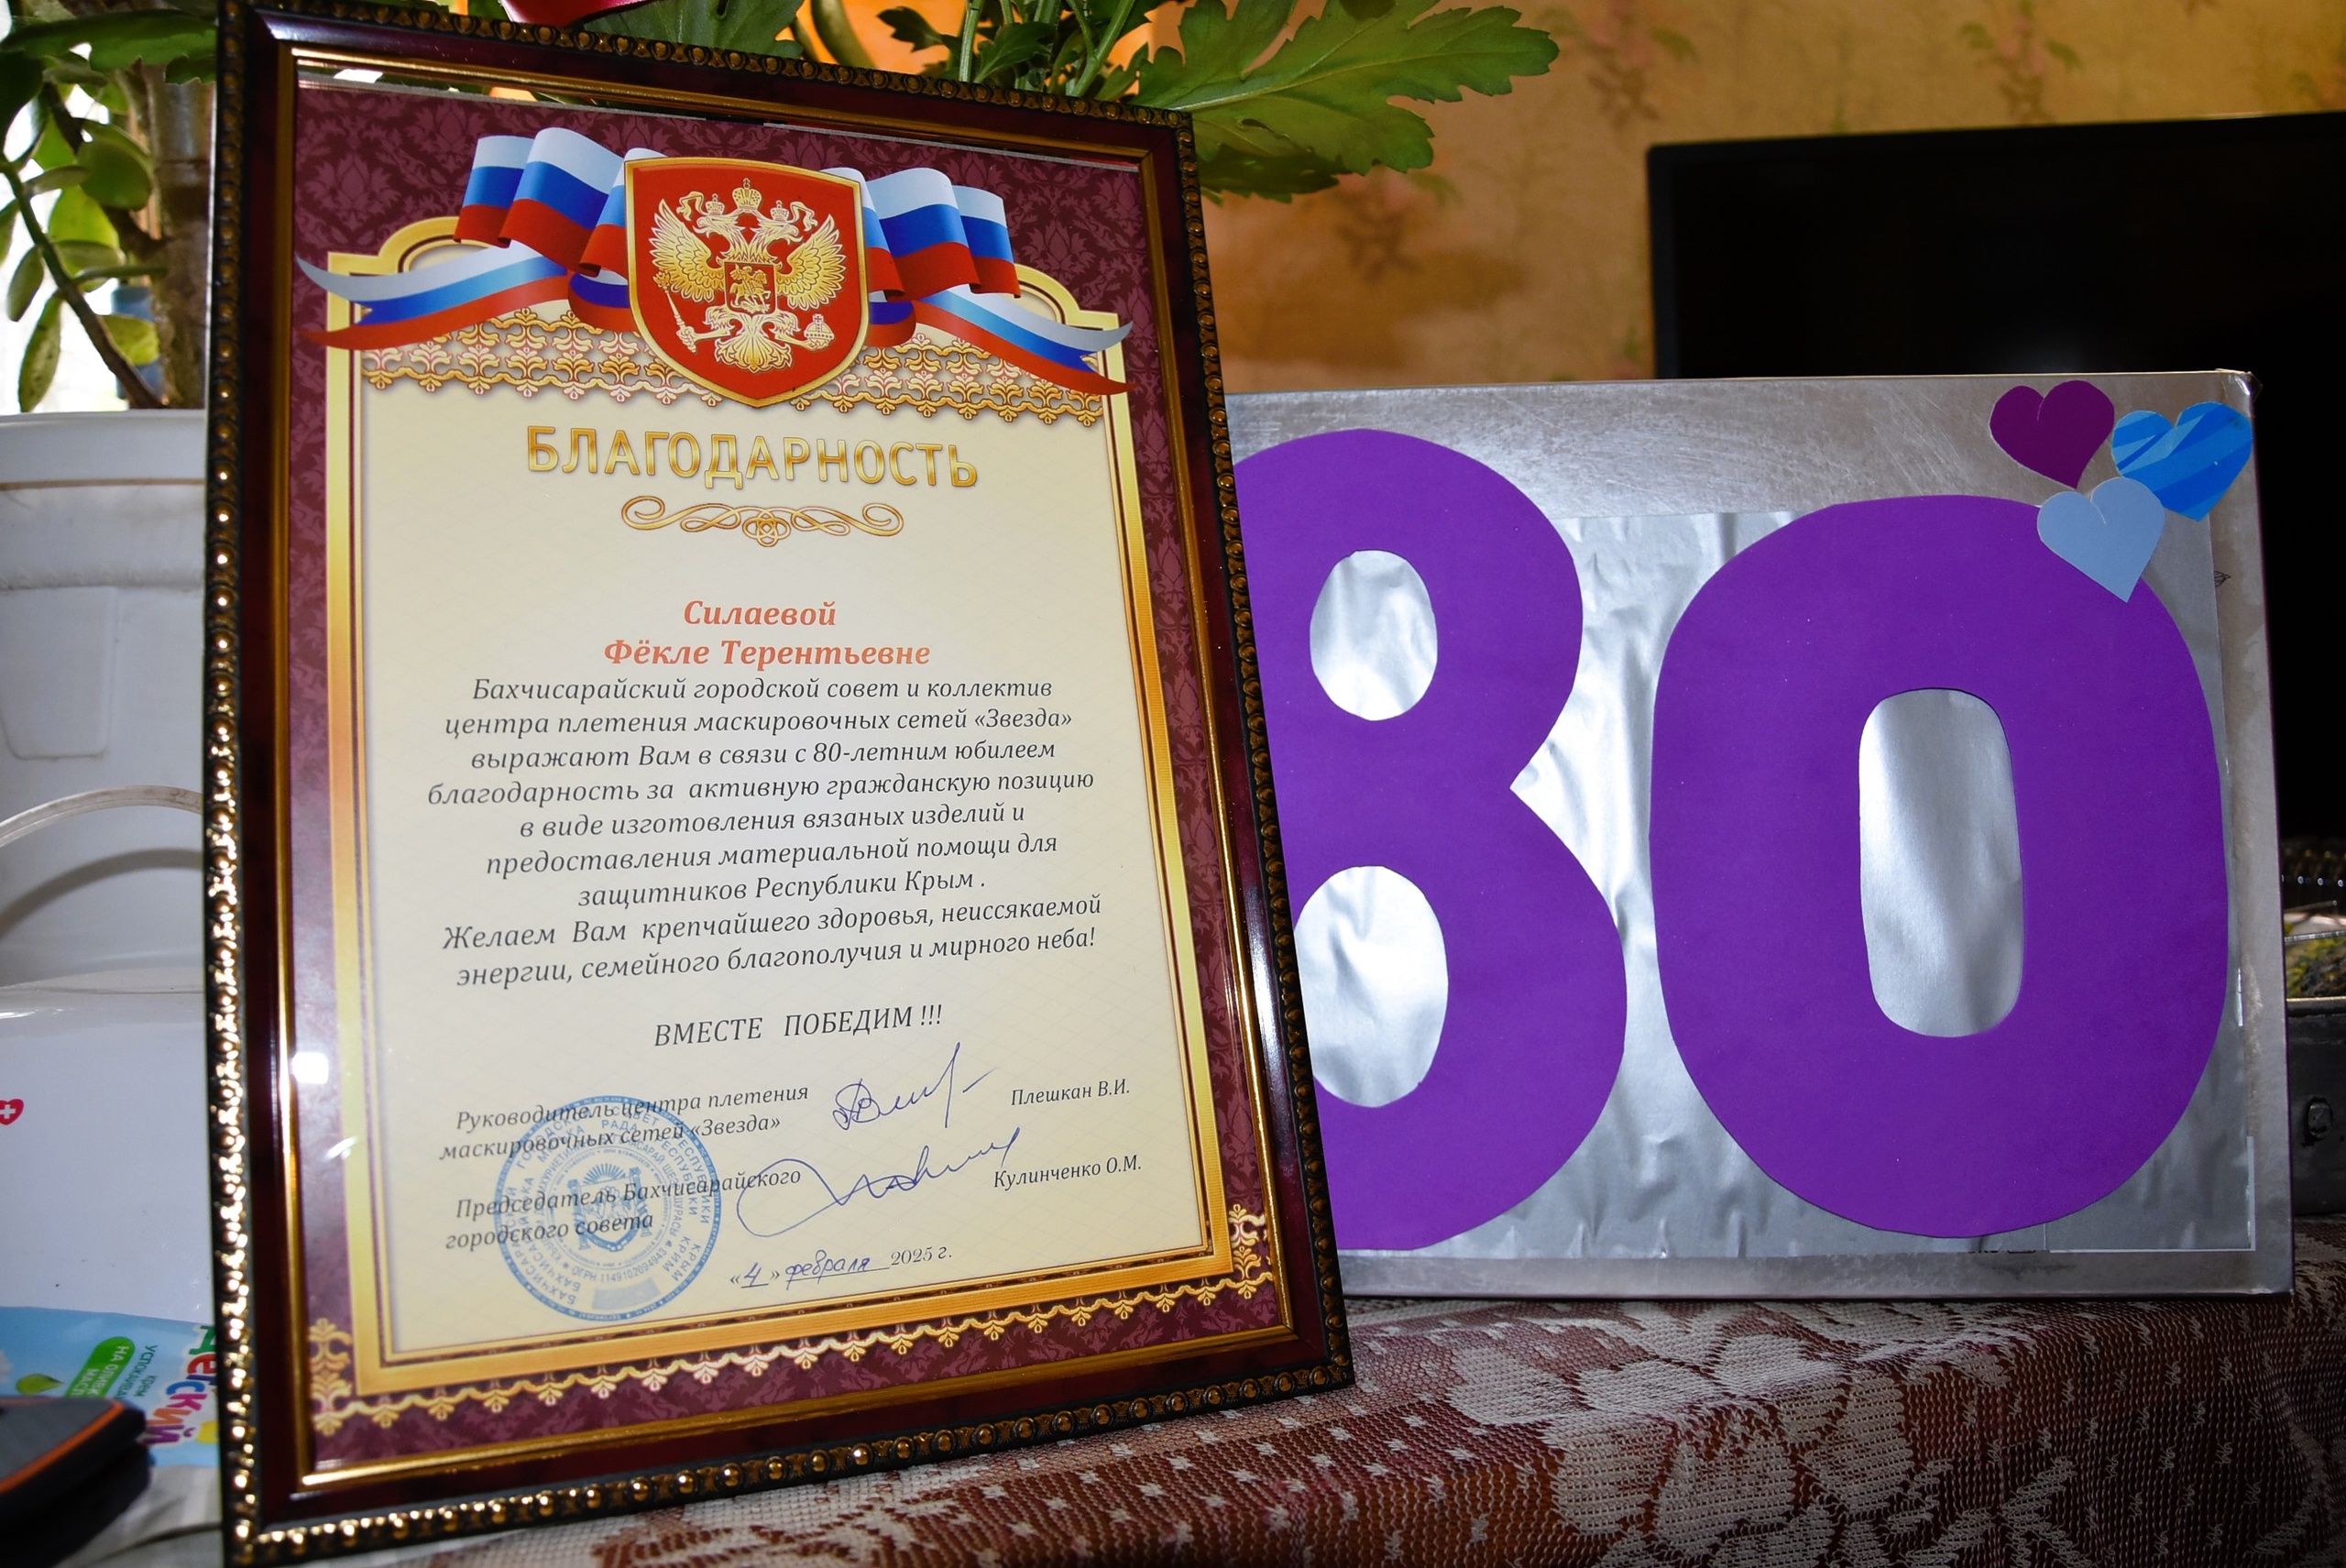 БЛАГОДАРНОСТЬ
Силаевой
Фёкле Терентьевне
Бахчисарайский городской совет и коллектив
центра плетения маскировочных сетей «Звезда»
выражают Вам в связи с 80-летним юбилеем
благодарность за активную гражданскую позицию
в виде изготовления вязаных изделий и
предоставления материальной помощи для
защитников Республики Крым .
Желаем Вам крепчайшего здоровья, неиссякаемой
энергии, семейного благополучия и мирного неба!
ВМЕСТЕ ПОБЕДИМ !!!
Руководитель центра плетения
маскировочных сетей «Звезда»
Плешкан В.И.
Председатель Бахчисарайского
городского совета
Кулинченко О.М.
«4» февраля 2025 г.
ОГРН 1149102094943
80